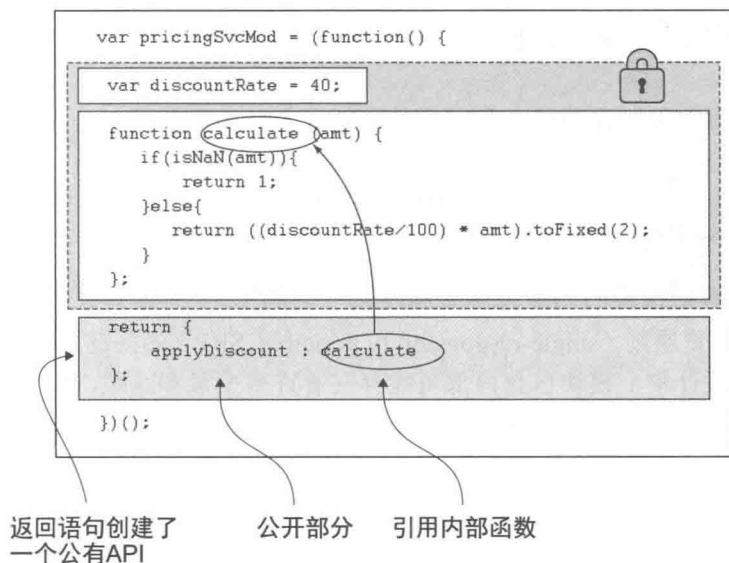 var pricingSvcMod = (function() {
var discountRate = 40;
function calculate (amt) {
if(isNaN(amt)){
return 1;
}else{
return ((discountRate/100) * amt).toFixed(2);
}
};
return {
applyDiscount : calculate
};
})();
返回语句创建了
一个公有API
公开部分
引用内部函数